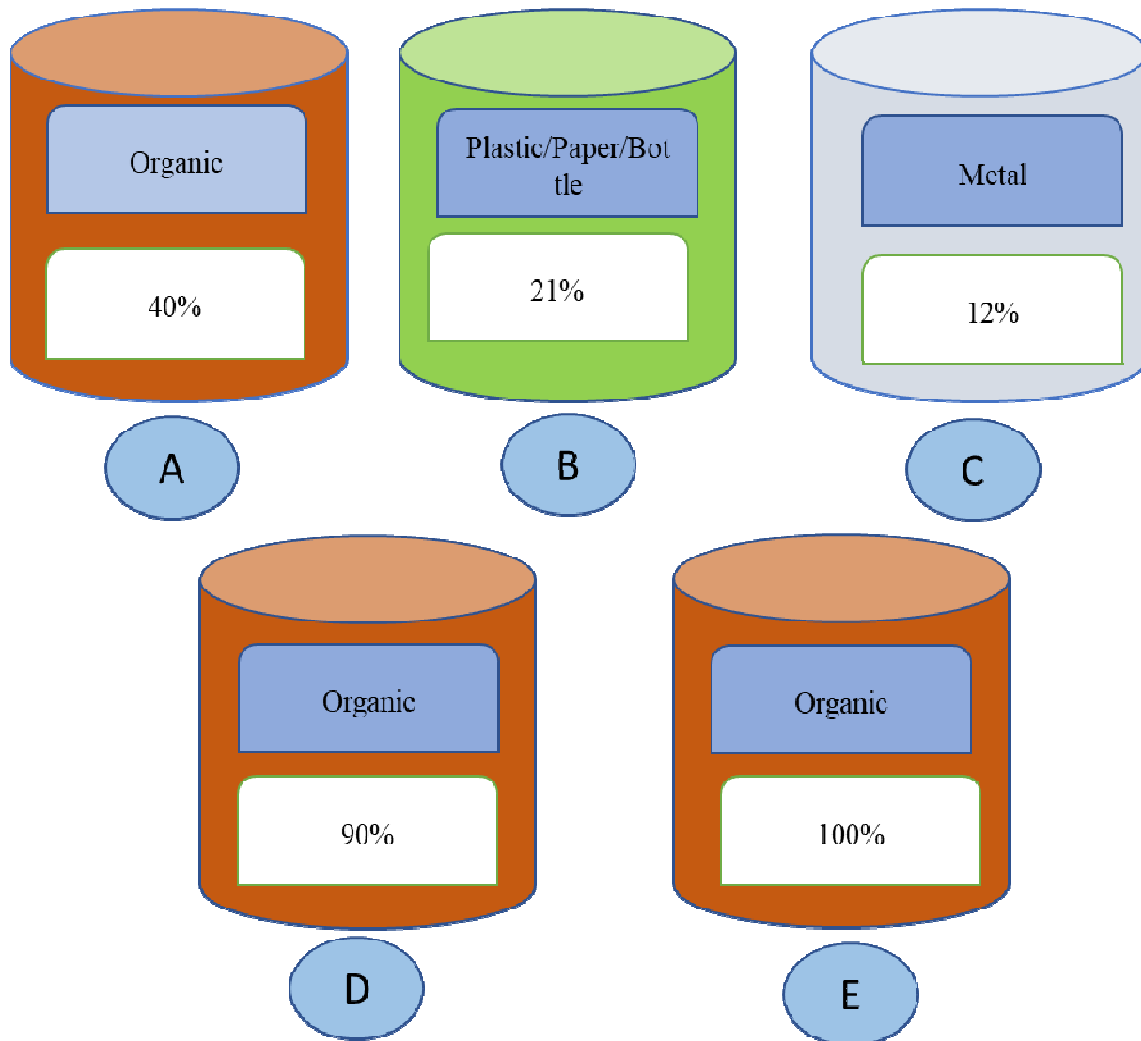 Organic
40%
Plastic/Paper/Bot
tle
21%
Metal
12%
A
B
C
Organic
90%
Organic
100%
D
E